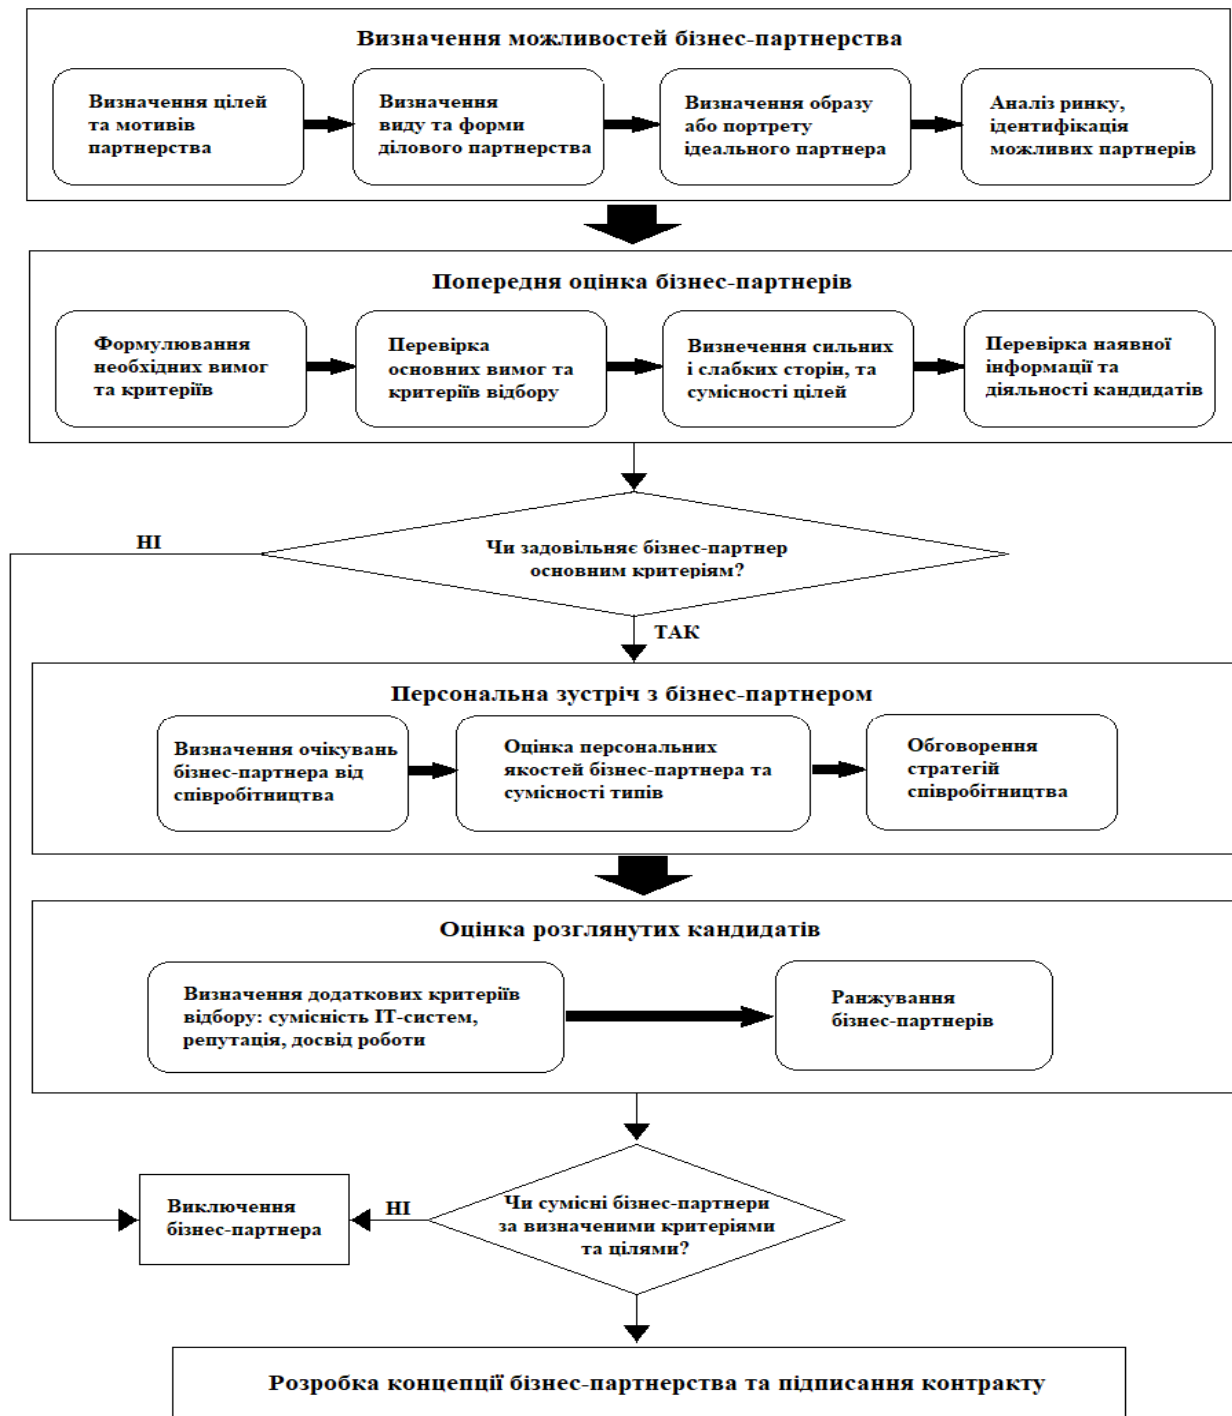 Визначення можливостей бізнес-партнерства
Визначення цілей
та мотивів
партнерства
Визначення
виду та форми
ділового партнерства
Визначення образу
або портрету
ідеального партнера
Аналіз ринку,
ідентифікація
можливих партнерів
Попередня оцінка бізнес-партнерів
Формулювання
необхідних вимог
та критеріїв
Перевірка
основних вимог та
критеріїв відбору
Визнечення сильних
і слабких сторін, та
сумісності цілей
Перевірка наявної
інформації та
діяльності кандидатів
НІ
Чи задовільняє бізнес-партнер
основним критеріям?
ТАК
Персональна зустріч з бізнес-партнером
Визначення очікувань
бізнес-партнера від
співробітництва
Оцінка персональних
якостей бізнес-партнера та
сумісності типів
Обговорення
стратегій
співробітництва
Оцінка розглянутих кандидатів
Визначення додаткових критеріїв
відбору: сумісність ІТ-систем,
репутація, досвід роботи
Ранжування
бізнес-партнерів
Виключення
бізнес-партнера
НІ
Чи сумісні бізнес-партнери
за визначеними критеріями
та цілями?
Розробка концепції бізнес-партнерства та підписання контракту